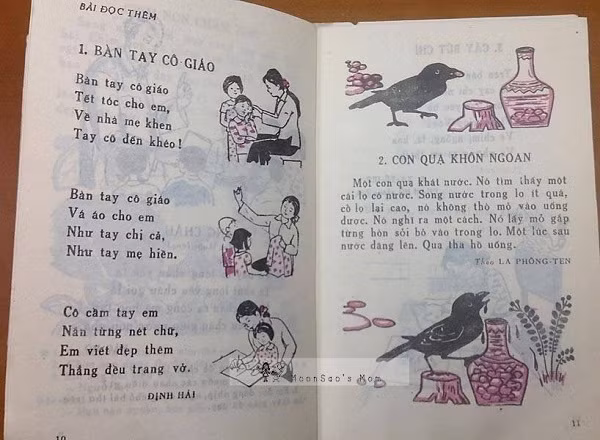 BÀI ĐỌC THÊM
1. BÀN TAY CÔ GIÁO
Bàn tay cô giáo
Tết tóc cho em,
Về nhà mẹ khen
Tay cô đến khéo!
Bàn tay cô giáo
Vá áo cho em
Như tay chị cả,
Như tay mẹ hiền.
Cô cầm tay em
Nắn từng nét chữ,
Em viết đẹp thêm
Thẳng đều trang vở.
ĐỊNH HẢI
10
2. CON QUẠ KHÔN NGOAN
Một con quạ khát nước. Nó tìm thấy một
cái lọ có nước. Song nước trong lọ ít quá,
cổ lọ lại cao, nó không thò mỏ vào uống
được. Nó nghĩ ra một cách. Nó lấy mỏ gắp
từng hòn sỏi bỏ vào trong lọ. Một lúc sau
nước dâng lên. Quạ tha hồ uống.
Theo LA PHÔNG-TEN
11
MoonSao's Mom